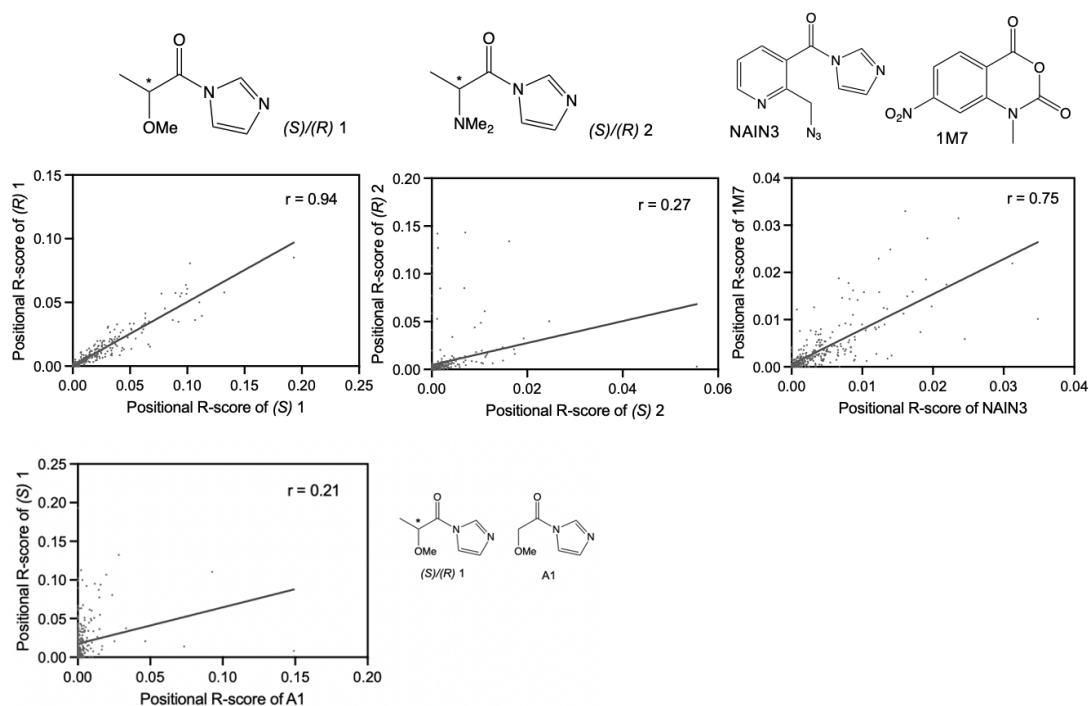 O
*
N
N
OMe
(S)/(R) 1
O
*
N
N
NMe2
(S)/(R) 2
O
N
N
N
N3
NAIN3
O
O
O
N
O2N
1M7
Positional R-score of (R) 1
0.15
0.10
0.05
0.00
r = 0.94
0.00 0.05 0.10 0.15 0.20 0.25
Positional R-score of (S) 1
Positional R-score of (R) 2
0.20
0.15
0.10
0.05
0.00
r = 0.27
0.00 0.02 0.04 0.06
Positional R-score of (S) 2
Positional R-score of 1M7
0.04
0.03
0.02
0.01
0.00
r = 0.75
0.00 0.01 0.02 0.03 0.04
Positional R-score of NAIN3
Positional R-score of (S) 1
0.25
0.20
0.15
0.10
0.05
0.00
r = 0.21
0.00 0.05 0.10 0.15 0.20
Positional R-score of A1
O
*
N
N
OMe
(S)/(R) 1
O
N
N
OMe
A1